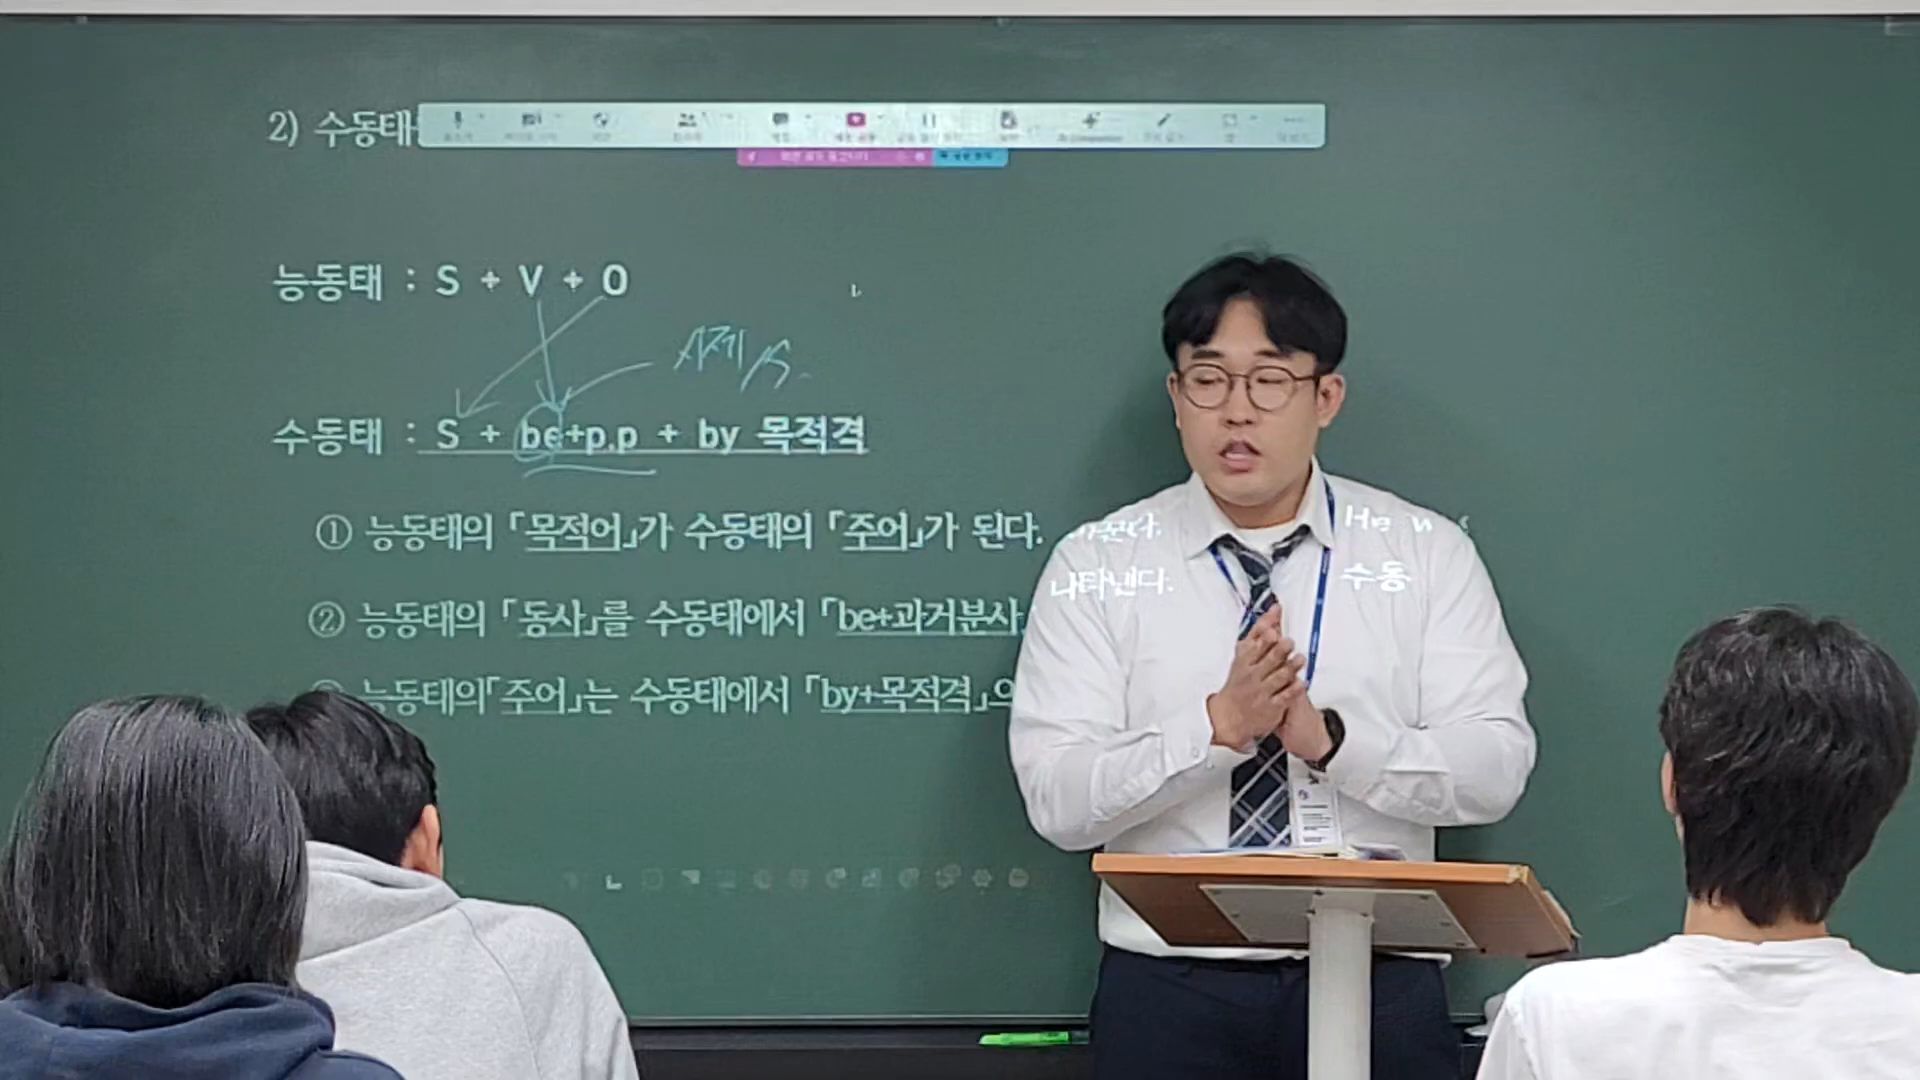 2) 수동태
능동태 : S + V + O
시제/S.
수동태 : S + be+p.p + by 목적격
① 능동태의 「목적어」가 수동태의 「주어」가 된다. He w
나타낸다. 수동
② 능동태의 「동사」를 수동태에서 「be+과거분사
능동태의「주어」는 수동태에서 「by+목적격」으